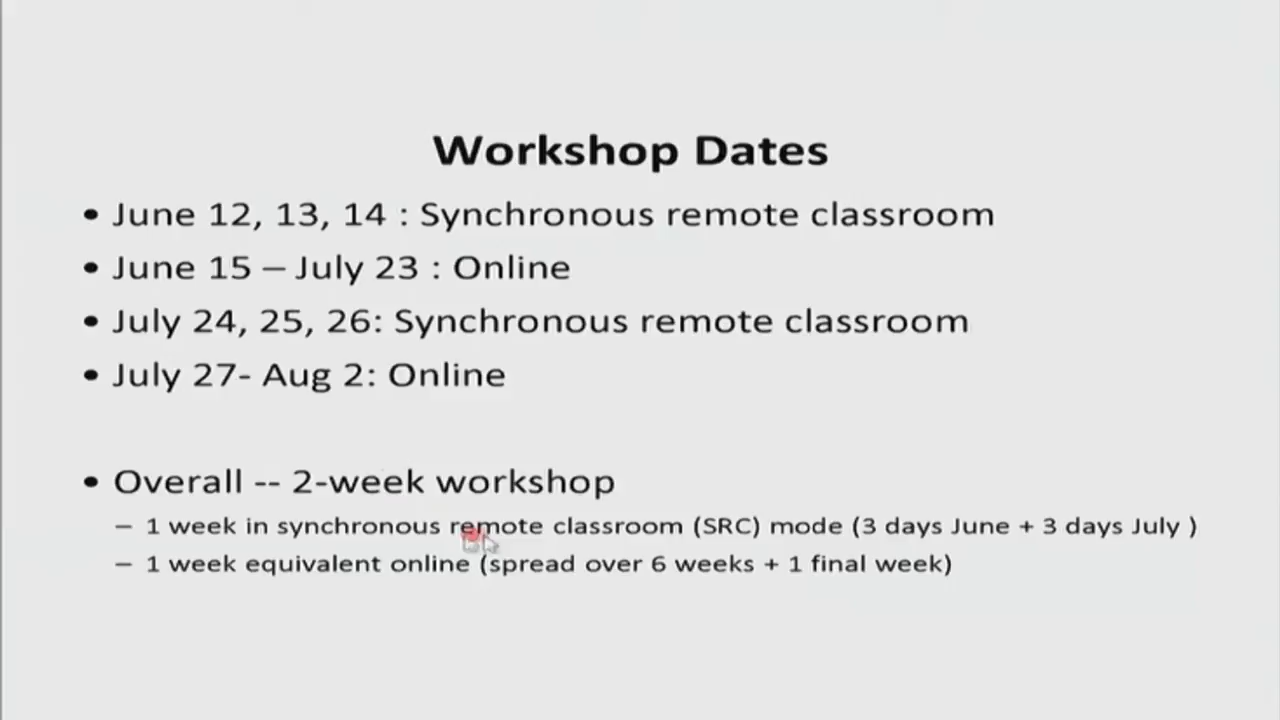 Workshop Dates
• June 12, 13, 14 : Synchronous remote classroom
• June 15 – July 23 : Online
• July 24, 25, 26: Synchronous remote classroom
• July 27- Aug 2: Online
• Overall -- 2-week workshop
– 1 week in synchronous remote classroom (SRC) mode (3 days June + 3 days July )
– 1 week equivalent online (spread over 6 weeks + 1 final week)